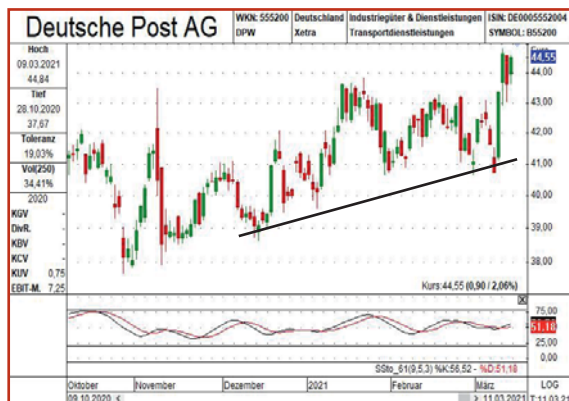 Deutsche Post AG
WKN: 555200 Deutschland Industriegüter & Dienstleistungen ISIN: DE0005552004
DPW Xetra Transportdienstleistungen SYMBOL: B55200
Hoch
09.03.2021
44,84
Tief
28.10.2020
37,67
Toleranz
19,03%
Vol(250)
34,41%
2020
KGV -
DivR. -
KBV -
KCV -
KUV 0,75
EBIT-M. 7,25
44,55
44,00
43,00
42,00
41,00
40,00
39,00
38,00
Kurs:44,55 (0,90 / 2,06%)
75,00
51,18
25,00
0,00
SSto_61(9,5,3) %K:56,52 - %D:51,18
Oktober November Dezember 2021 Februar März LOG
09.10.2020 < > 11.03.2021 T:11.03.21